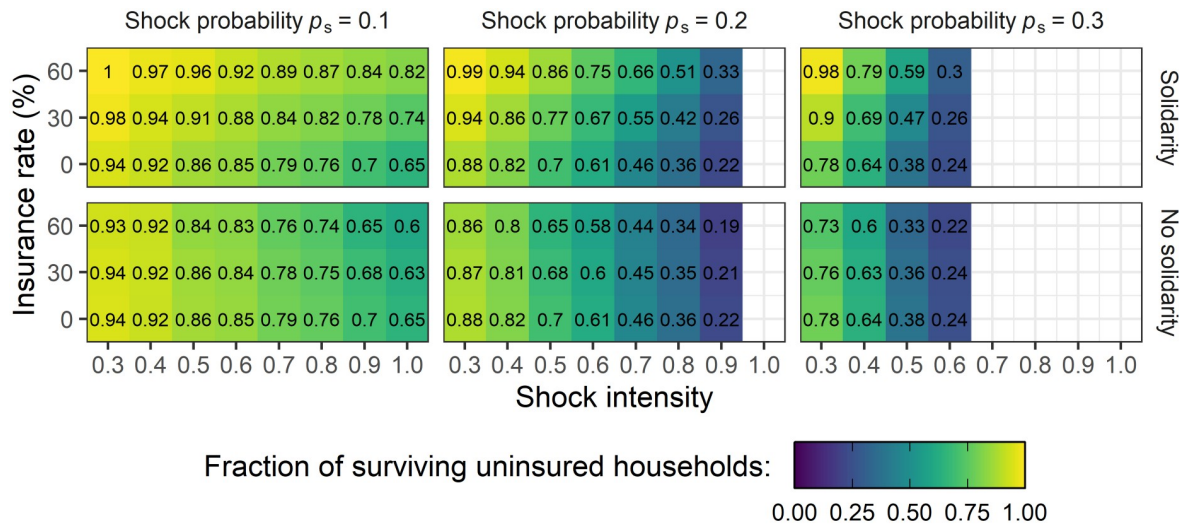 Shock probability pₛ = 0.1 Shock probability pₛ = 0.2 Shock probability pₛ = 0.3
60 1 0.97 0.96 0.92 0.89 0.87 0.84 0.82 0.99 0.94 0.86 0.75 0.66 0.51 0.33 0.98 0.79 0.59 0.3
30 0.98 0.94 0.91 0.88 0.84 0.82 0.78 0.74 0.94 0.86 0.77 0.67 0.55 0.42 0.26 0.9 0.69 0.47 0.26
0 0.94 0.92 0.86 0.85 0.79 0.76 0.7 0.65 0.88 0.82 0.7 0.61 0.46 0.36 0.22 0.78 0.64 0.38 0.24
Solidarity
Insurance rate (%)
60 0.93 0.92 0.84 0.83 0.76 0.74 0.65 0.6 0.86 0.8 0.65 0.58 0.44 0.34 0.19 0.73 0.6 0.33 0.22
30 0.94 0.92 0.86 0.84 0.78 0.75 0.68 0.63 0.87 0.81 0.68 0.6 0.45 0.35 0.21 0.76 0.63 0.36 0.24
0 0.94 0.92 0.86 0.85 0.79 0.76 0.7 0.65 0.88 0.82 0.7 0.61 0.46 0.36 0.22 0.78 0.64 0.38 0.24
No solidarity
0.3 0.4 0.5 0.6 0.7 0.8 0.9 1.0 0.3 0.4 0.5 0.6 0.7 0.8 0.9 1.0 0.3 0.4 0.5 0.6 0.7 0.8 0.9 1.0
Shock intensity
Fraction of surviving uninsured households:
0.00 0.25 0.50 0.75 1.00